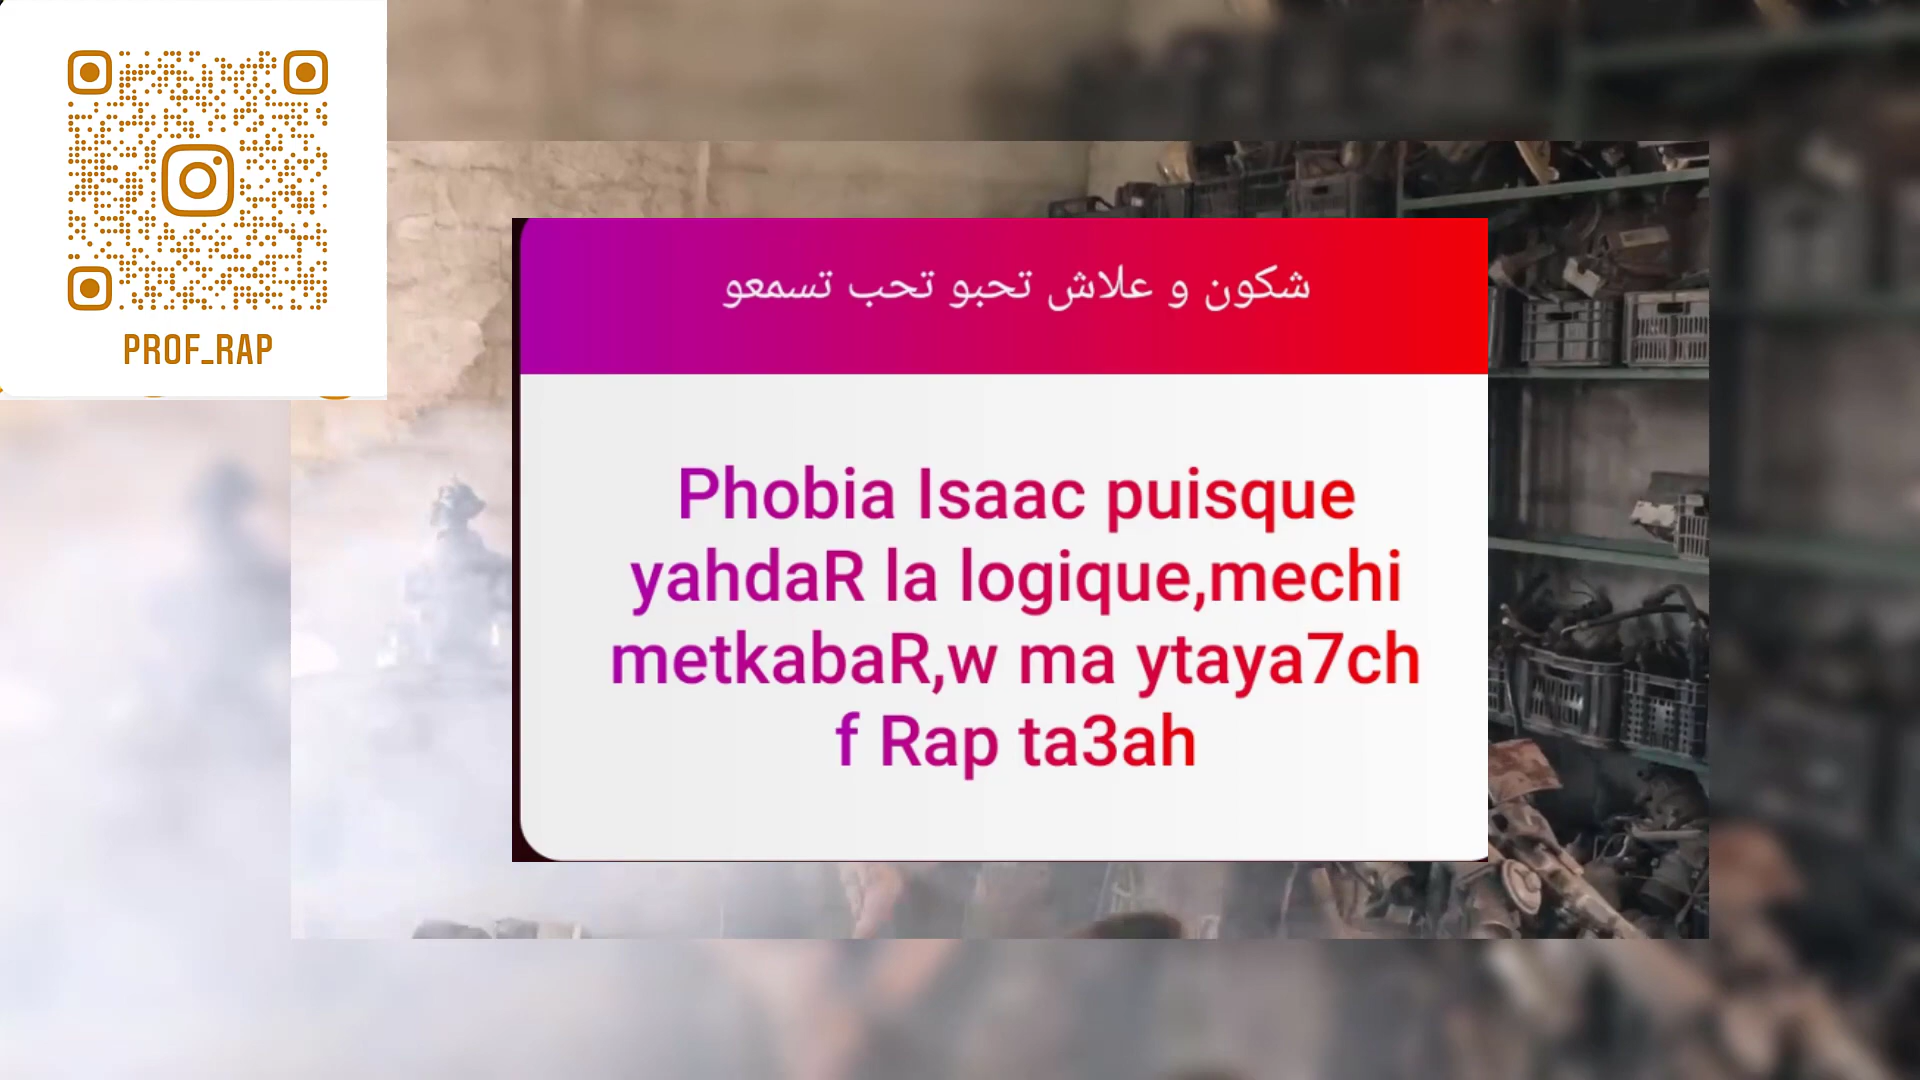 PROF_RAP
شكون و علاش تحبو تحب تسمعو
Phobia Isaac puisque
yahdaR la logique,mechi
metkabaR,w ma ytaya7ch
f Rap ta3ah